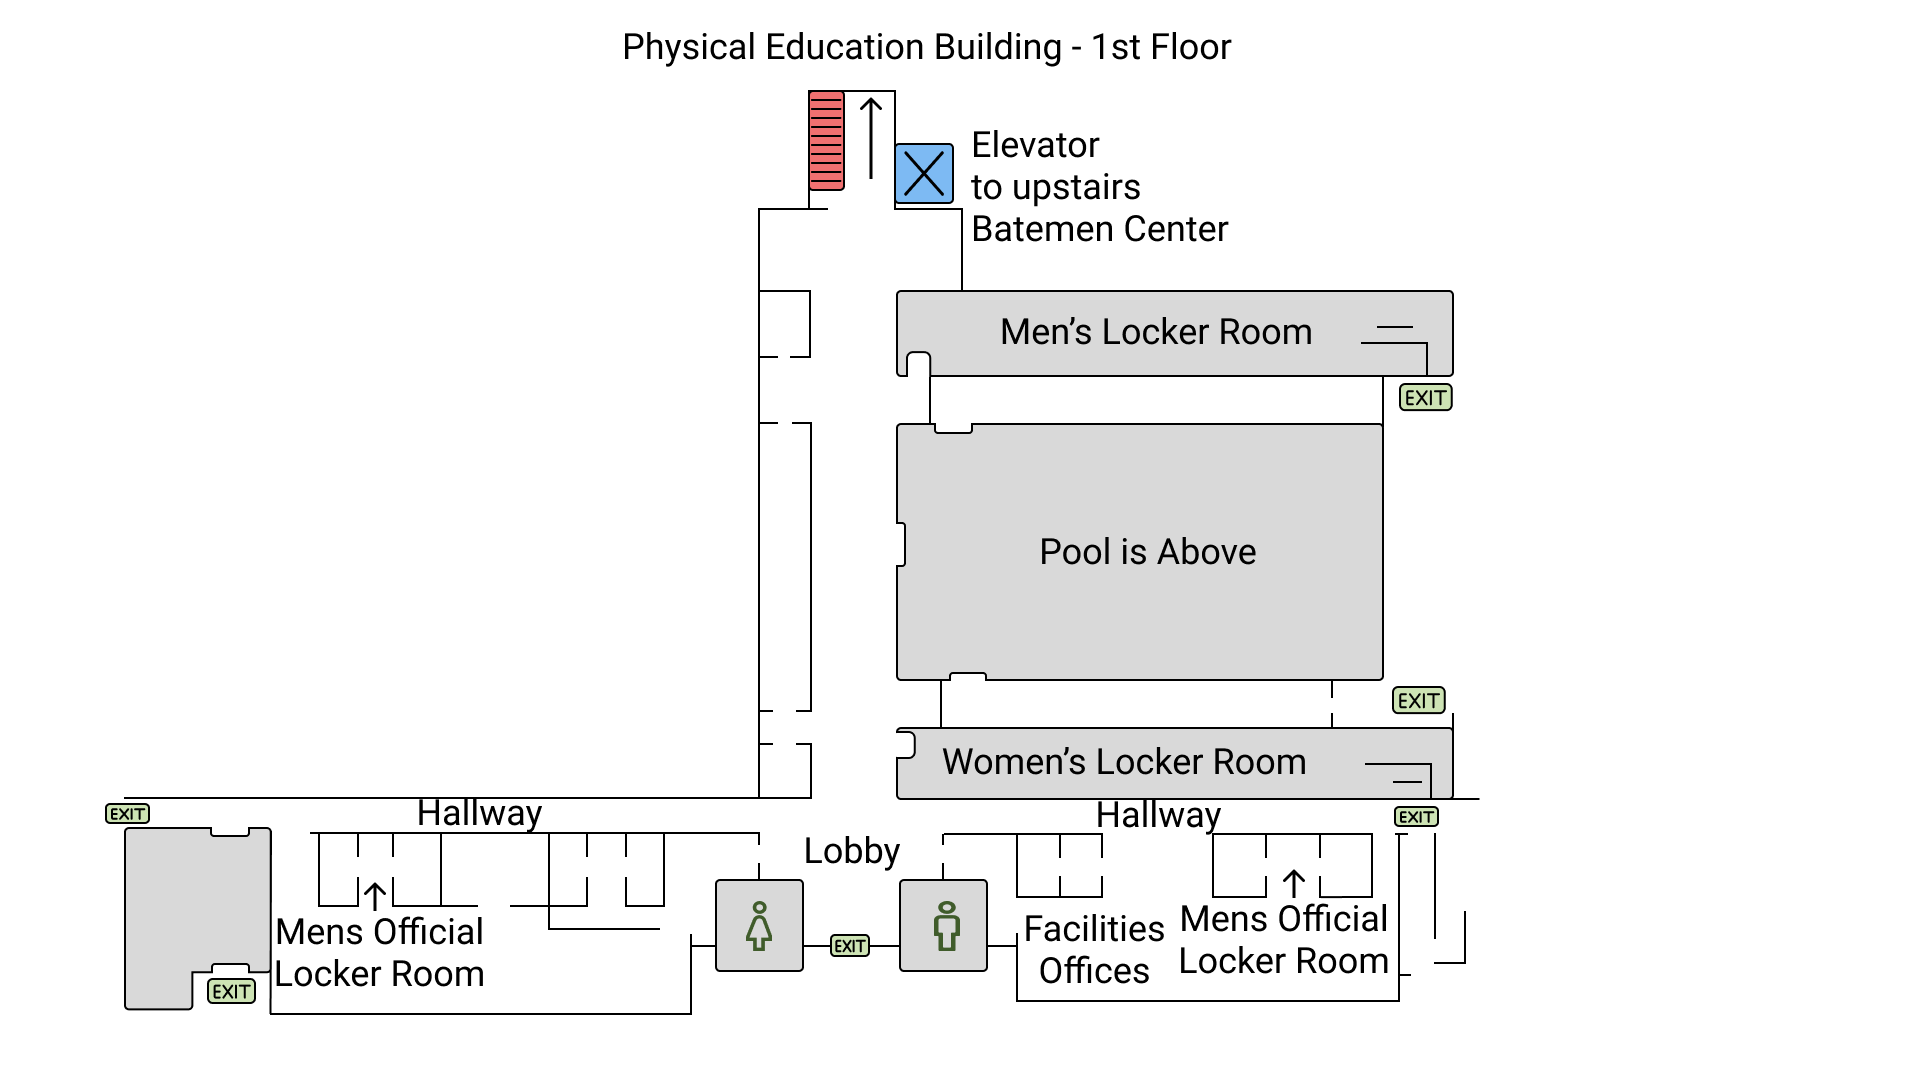 Physical Education Building - 1st Floor
Elevator
to upstairs
Batemen Center
Men’s Locker Room
EXIT
Pool is Above
EXIT
Women’s Locker Room
EXIT
Hallway
Hallway
EXIT
Lobby
Mens Official
Locker Room
EXIT
EXIT
Facilities
Offices
Mens Official
Locker Room